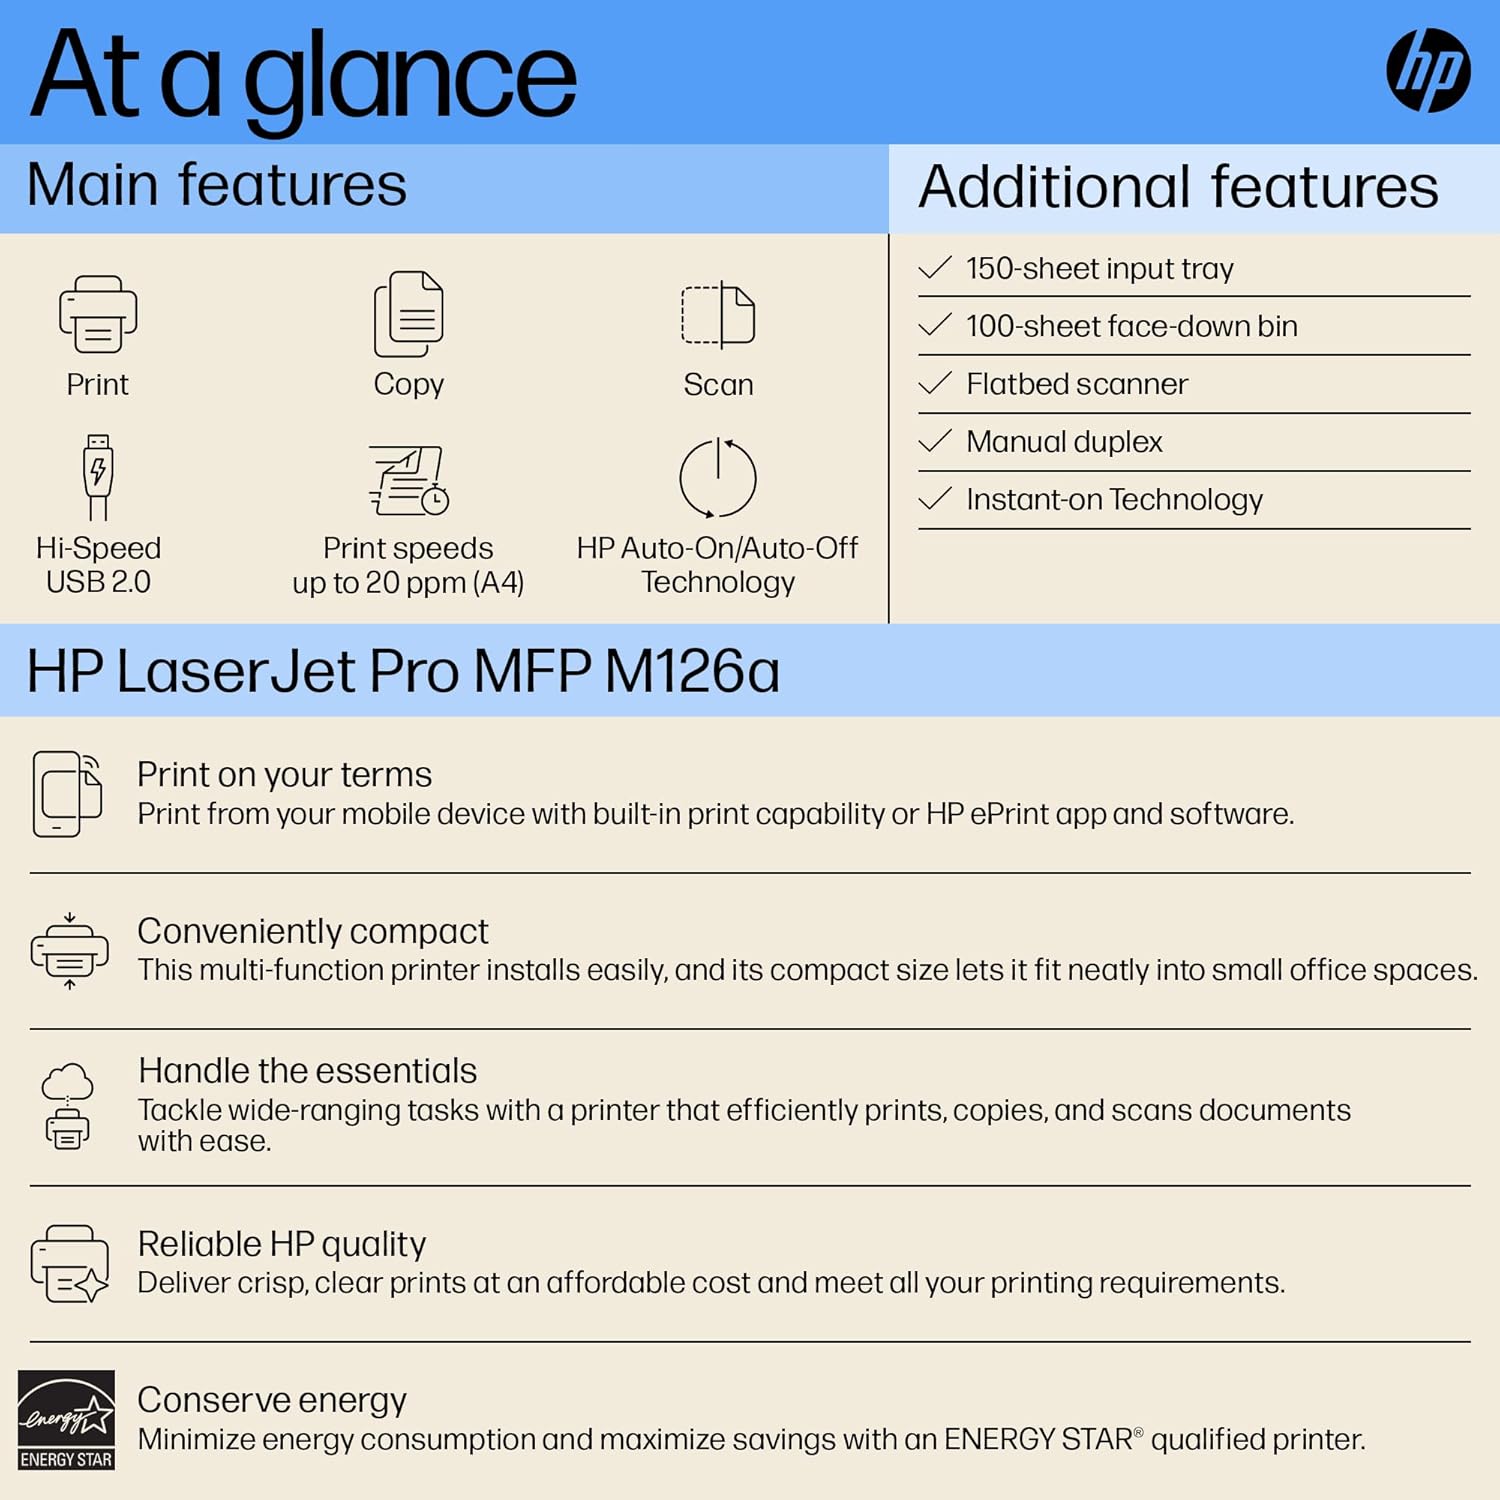 At a glance
hp
Main features
Print
Copy
Scan
Hi-Speed
USB 2.0
Print speeds
up to 20 ppm (A4)
HP Auto-On/Auto-Off
Technology
Additional features
150-sheet input tray
100-sheet face-down bin
Flatbed scanner
Manual duplex
Instant-on Technology
HP LaserJet Pro MFP M126a
Print on your terms
Print from your mobile device with built-in print capability or HP ePrint app and software.
Conveniently compact
This multi-function printer installs easily, and its compact size lets it fit neatly into small office spaces.
Handle the essentials
Tackle wide-ranging tasks with a printer that efficiently prints, copies, and scans documents
with ease.
Reliable HP quality
Deliver crisp, clear prints at an affordable cost and meet all your printing requirements.
energy
ENERGY STAR
Conserve energy
Minimize energy consumption and maximize savings with an ENERGY STAR® qualified printer.